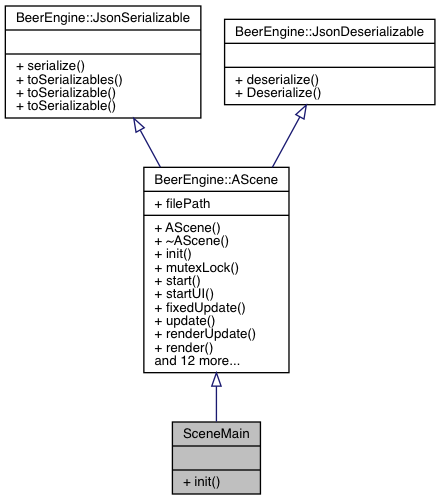 BeerEngine::JsonSerializable
+ serialize()
+ toSerializables()
+ toSerializable()
+ toSerializable()
BeerEngine::JsonDeserializable
+ deserialize()
+ Deserialize()
BeerEngine::AScene
+ filePath
+ AScene()
+ ~AScene()
+ init()
+ mutexLock()
+ start()
+ startUI()
+ fixedUpdate()
+ update()
+ renderUpdate()
+ render()
and 12 more...
SceneMain
+ init()